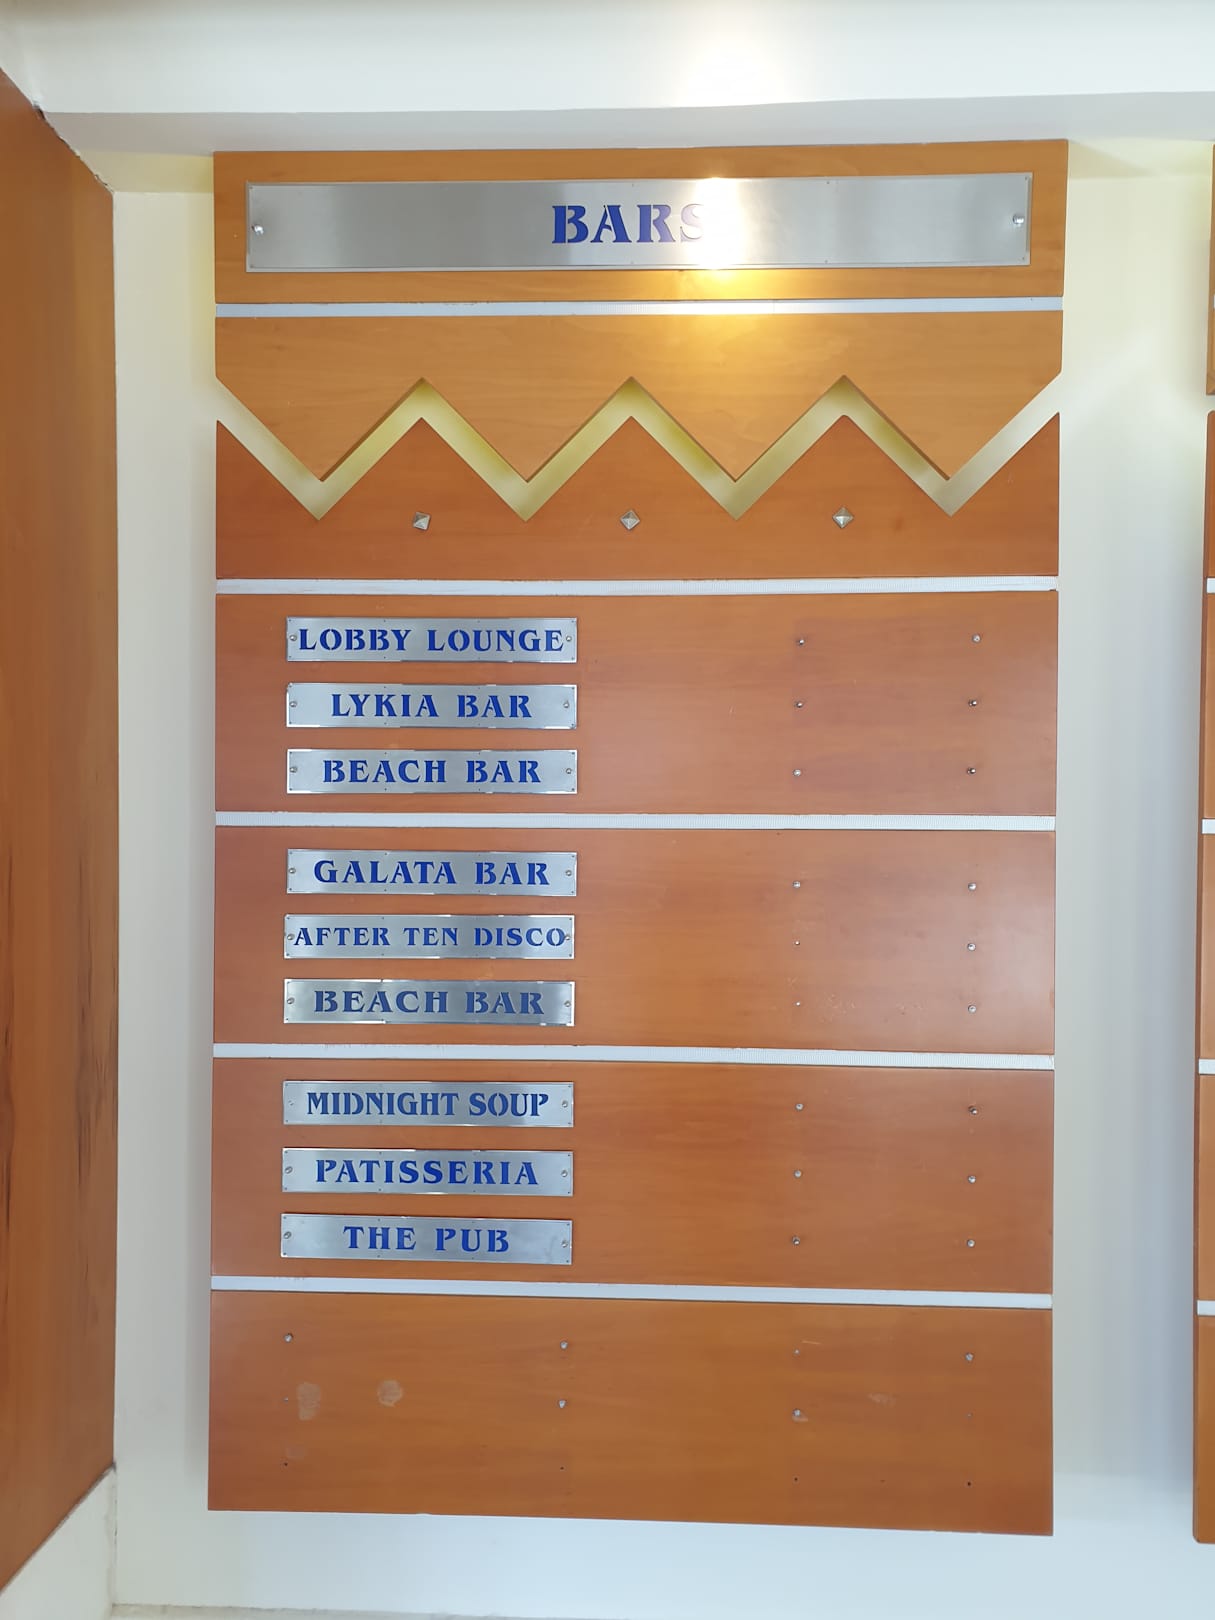 BARS
LOBBY LOUNGE
LYKIA BAR
BEACH BAR
GALATA BAR
AFTER TEN DISCO
BEACH BAR
MIDNIGHT SOUP
PATISSERIA
THE PUB